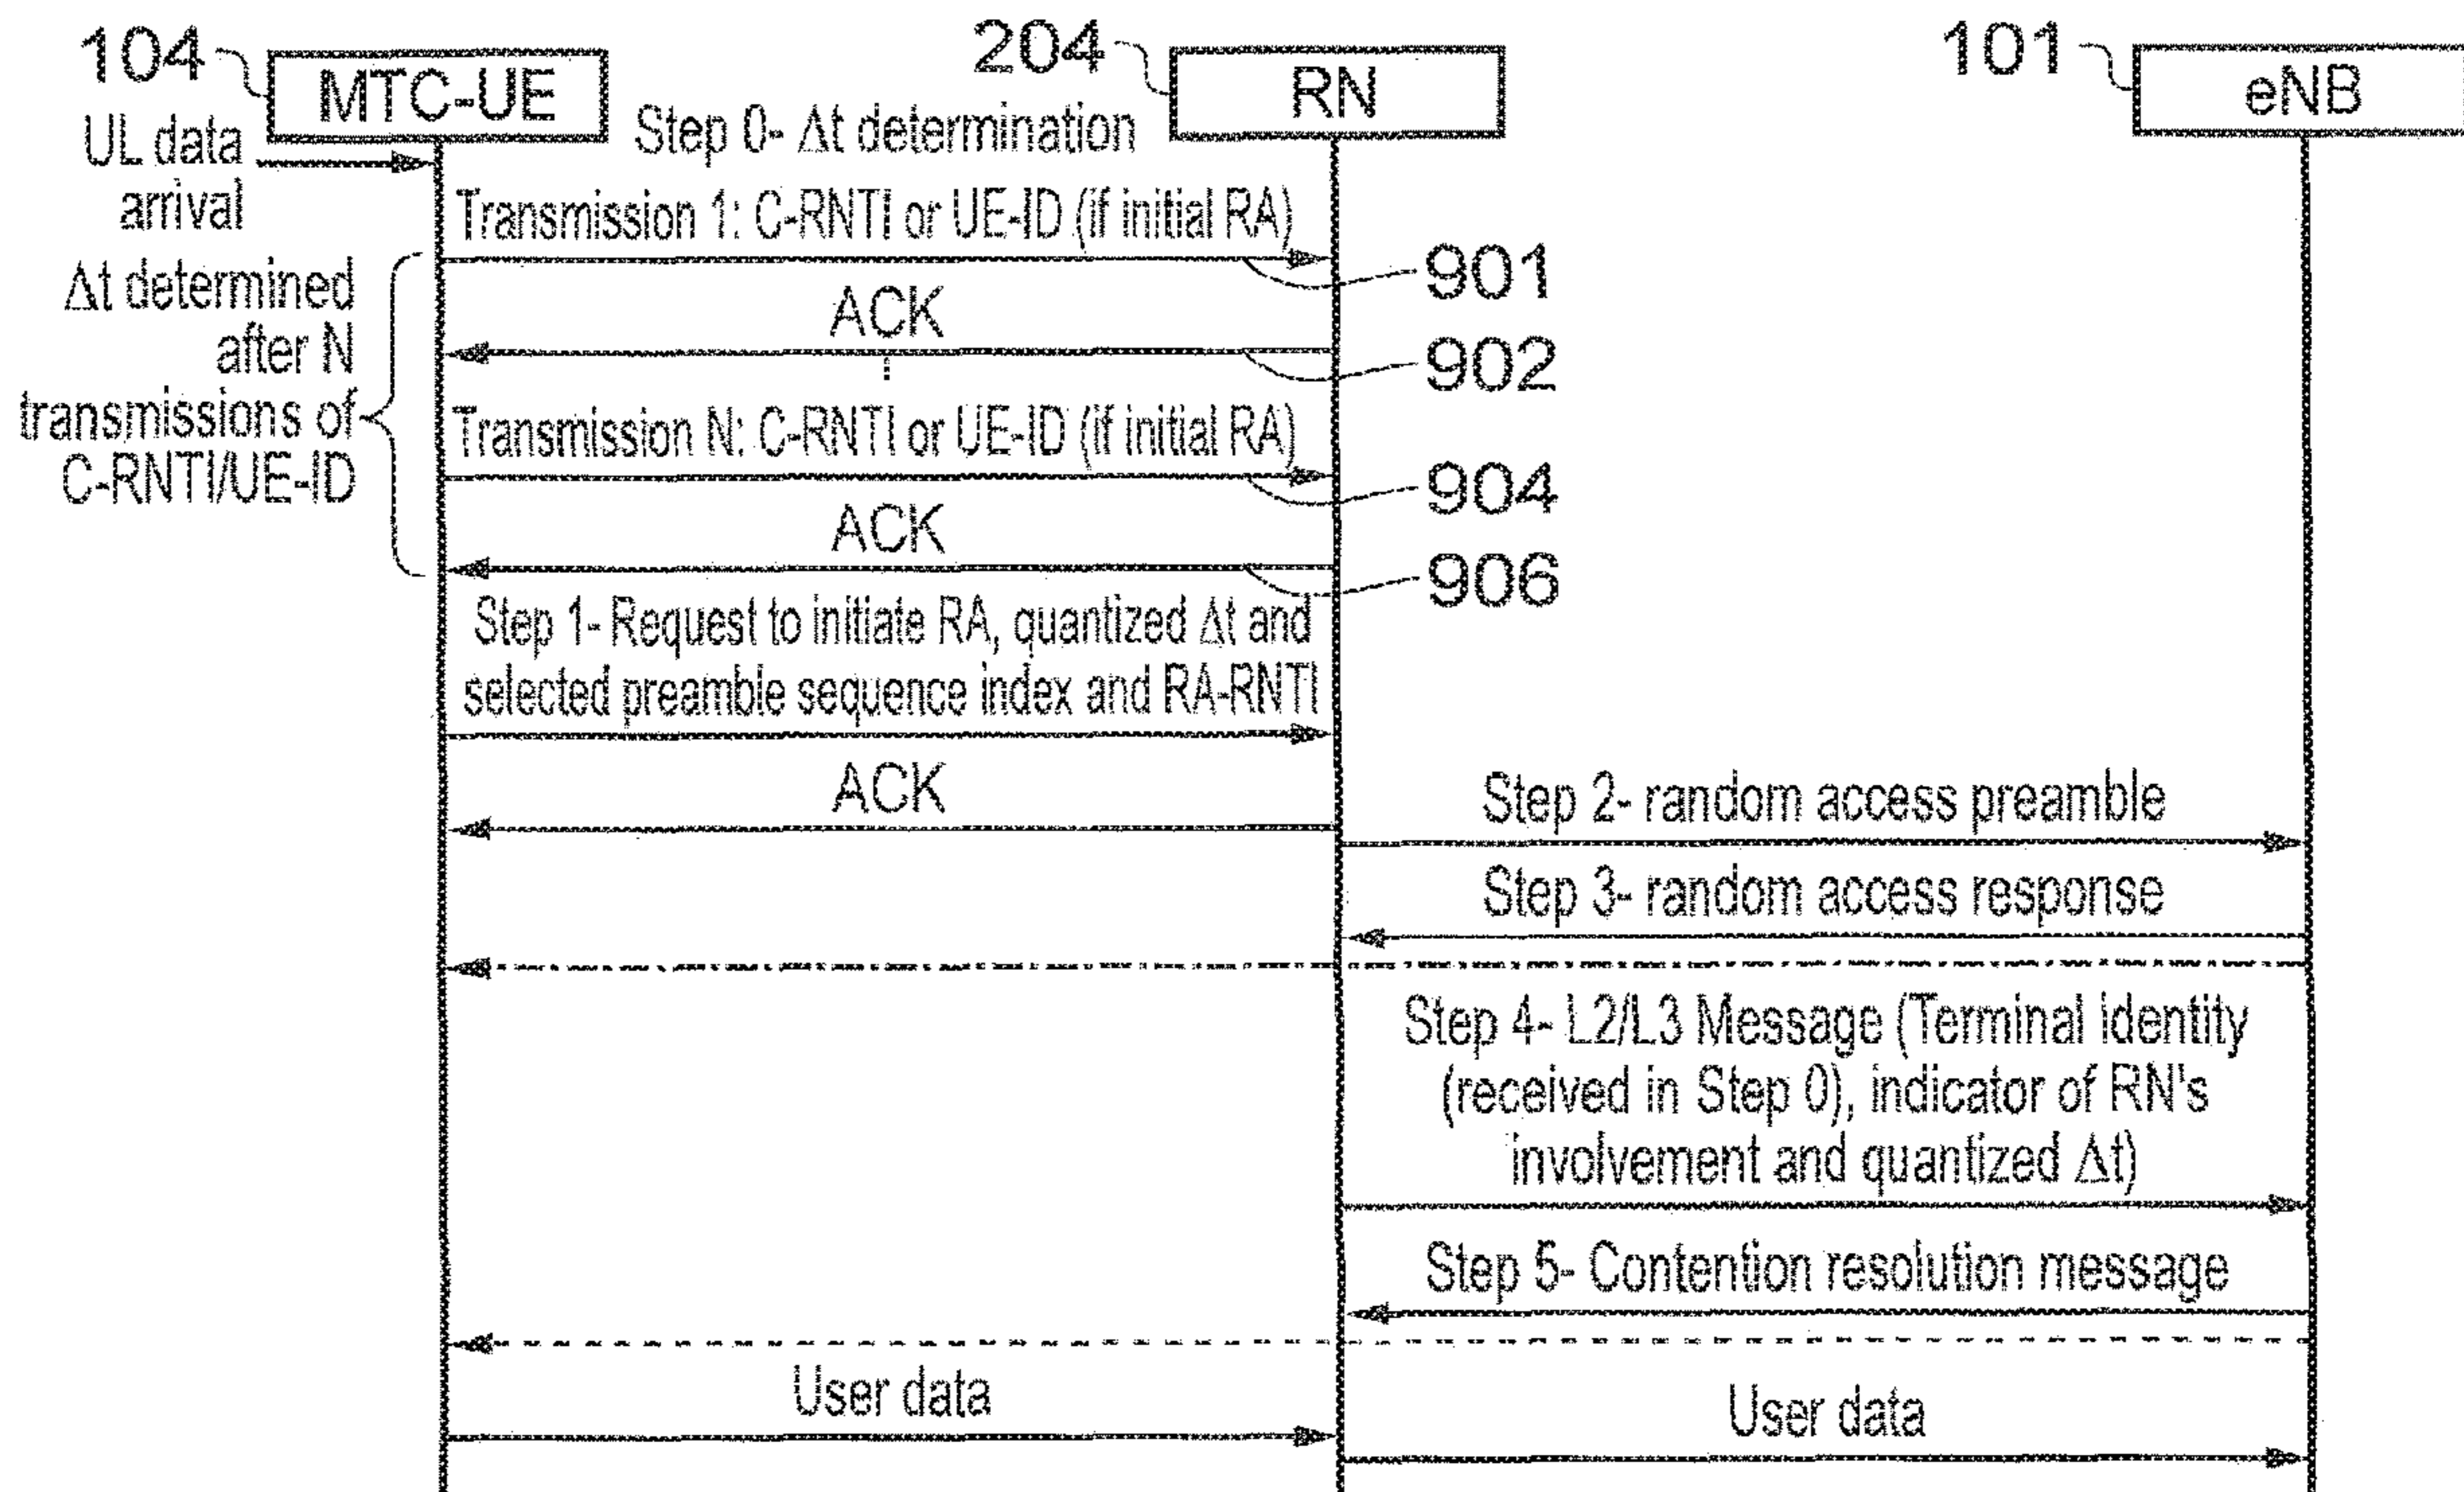 104
MTC-UE
204
RN
101
eNB
UL data
arrival
Step 0- Δt determination
Transmission 1: C-RNTI or UE-ID (if initial RA)
901
Δt determined
after N
transmissions of
C-RNTI/UE-ID
ACK
902
Transmission N: C-RNTI or UE-ID (if initial RA)
904
ACK
906
Step 1- Request to initiate RA, quantized Δt and
selected preamble sequence index and RA-RNTI
ACK
Step 2- random access preamble
Step 3- random access response
Step 4- L2/L3 Message (Terminal identity
(received in Step 0), indicator of RN's
involvement and quantized Δt)
Step 5- Contention resolution message
User data
User data